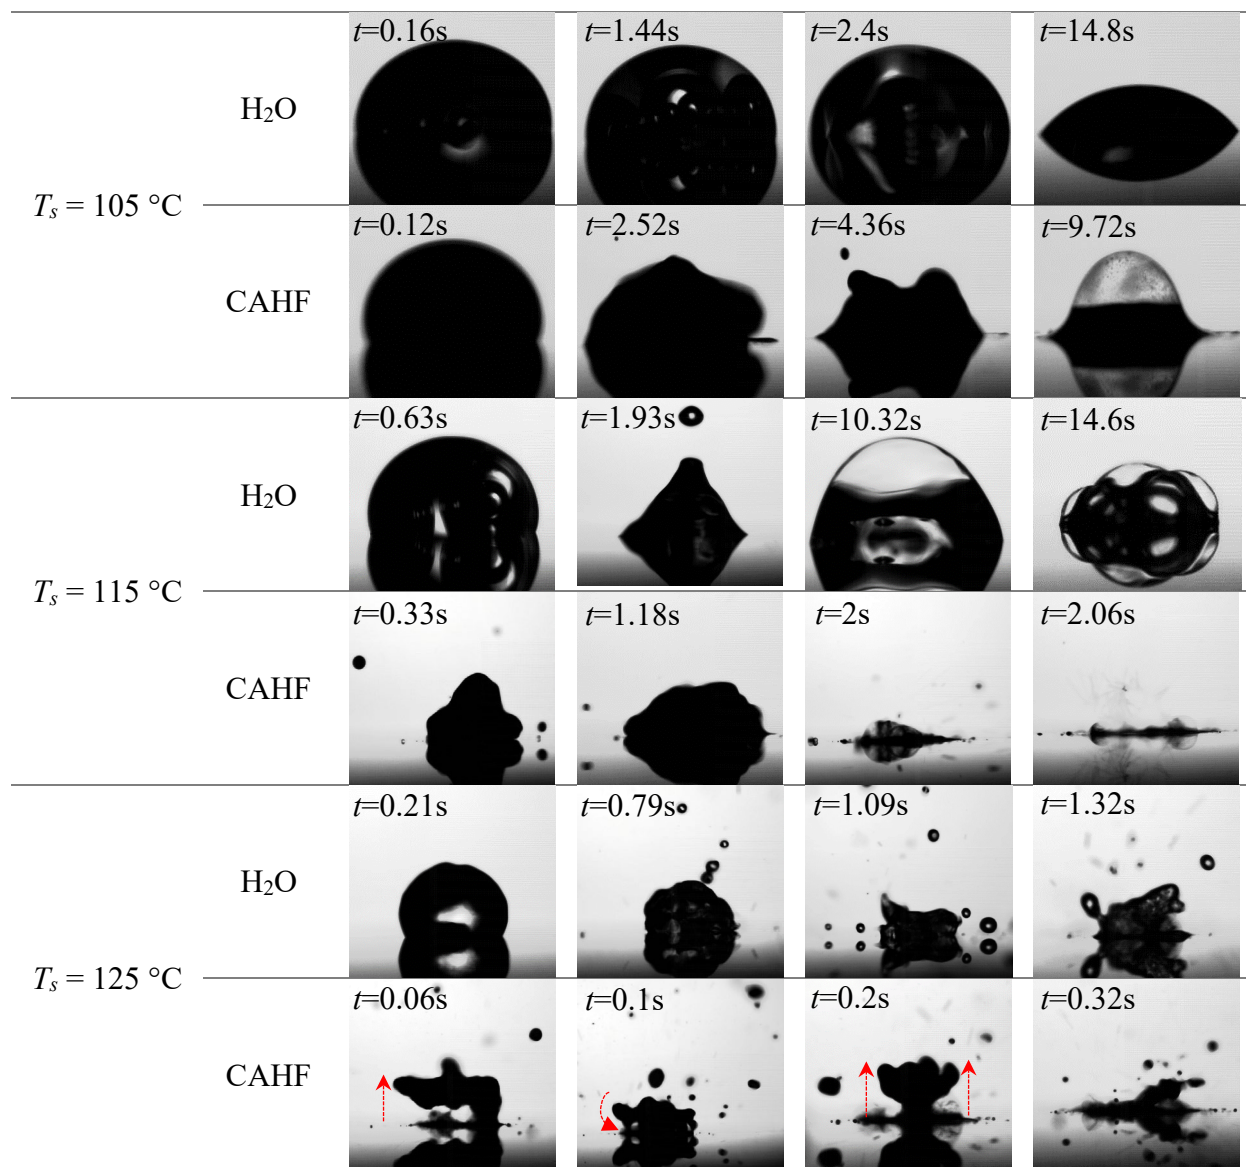 t=0.16s t=1.44s t=2.4s t=14.8s
H₂O
Tₛ = 105 °C
t=0.12s t=2.52s t=4.36s t=9.72s
CAHF
t=0.63s t=1.93s t=10.32s t=14.6s
H₂O
Tₛ = 115 °C
t=0.33s t=1.18s t=2s t=2.06s
CAHF
t=0.21s t=0.79s t=1.09s t=1.32s
H₂O
Tₛ = 125 °C
t=0.06s t=0.1s t=0.2s t=0.32s
CAHF